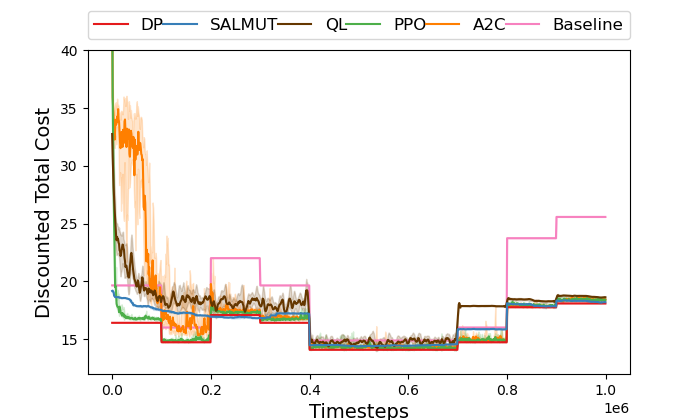 DP SALMUT QL PPO A2C Baseline
40
35
30
25
20
15
Discounted Total Cost
0.0 0.2 0.4 0.6 0.8 1.0
1e6
Timesteps